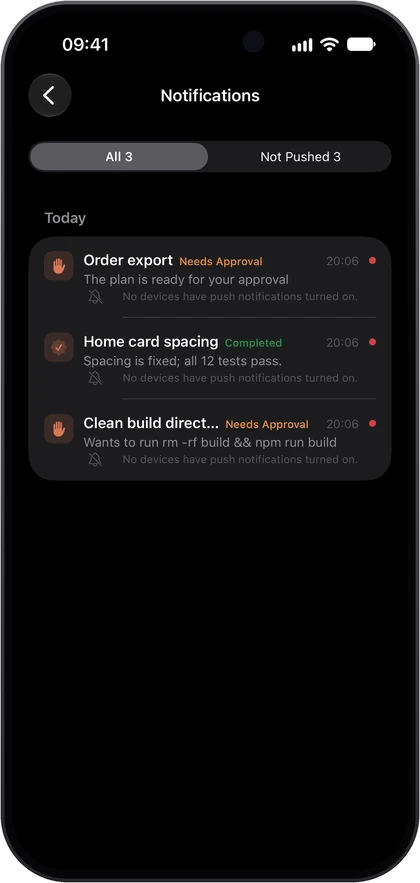 09:41
Notifications
All 3
Not Pushed 3
Today
Order export Needs Approval 20:06
The plan is ready for your approval
No devices have push notifications turned on.
Home card spacing Completed 20:06
Spacing is fixed; all 12 tests pass.
No devices have push notifications turned on.
Clean build direct... Needs Approval 20:06
Wants to run rm -rf build && npm run build
No devices have push notifications turned on.